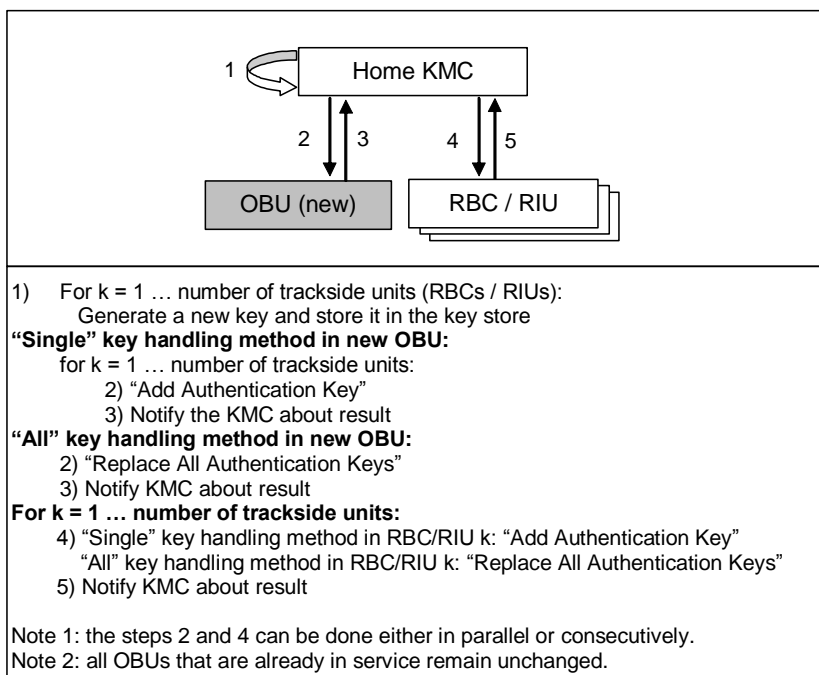 1
Home KMC
2
3
4
5
OBU (new)
RBC / RIU
1) For k = 1 … number of trackside units (RBCs / RIUs):
Generate a new key and store it in the key store
“Single” key handling method in new OBU:
for k = 1 … number of trackside units:
2) “Add Authentication Key”
3) Notify the KMC about result
“All” key handling method in new OBU:
2) “Replace All Authentication Keys”
3) Notify KMC about result
For k = 1 … number of trackside units:
4) “Single” key handling method in RBC/RIU k: “Add Authentication Key”
“All” key handling method in RBC/RIU k: “Replace All Authentication Keys”
5) Notify KMC about result
Note 1: the steps 2 and 4 can be done either in parallel or consecutively.
Note 2: all OBUs that are already in service remain unchanged.